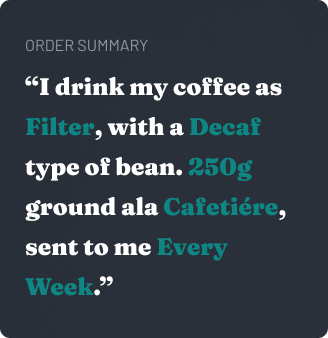 ORDER SUMMARY
“I drink my coffee as
Filter, with a Decaf
type of bean. 250g
ground ala Cafetiére,
sent to me Every
Week.”